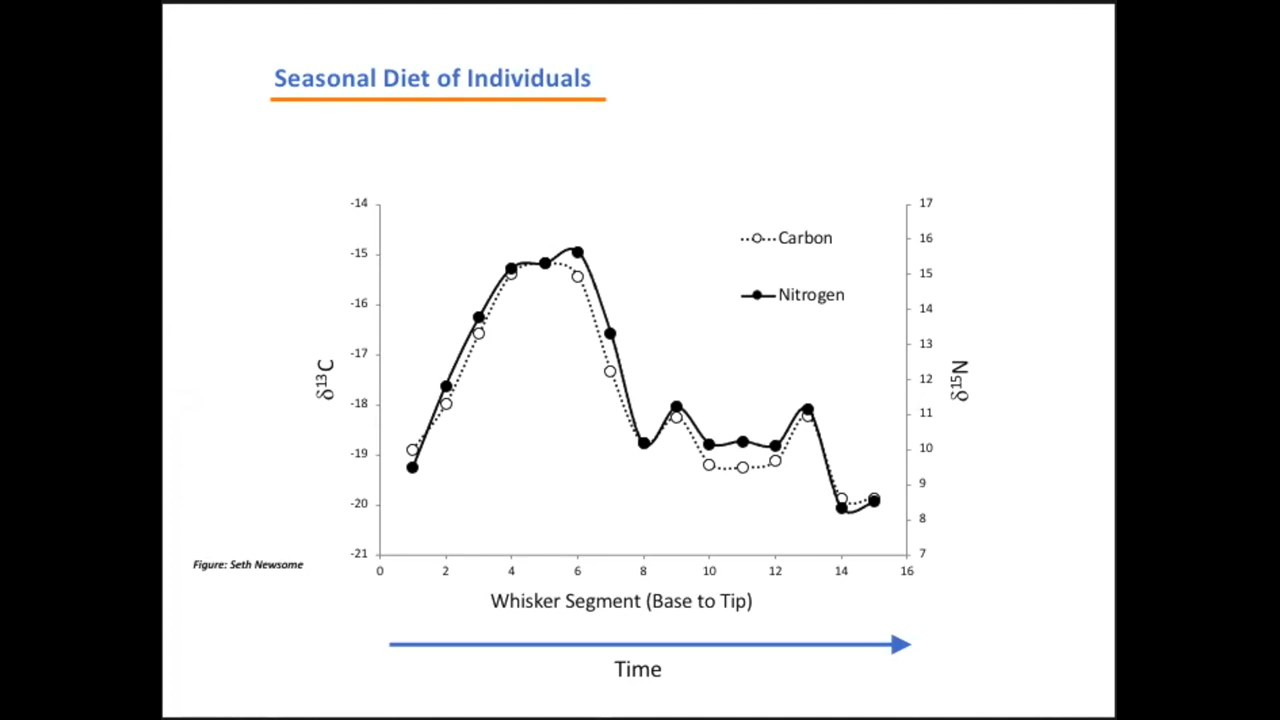 Seasonal Diet of Individuals
-14
-15
-16
-17
-18
-19
-20
-21
δ¹³C
17
16
15
14
13
12
11
10
9
8
7
δ¹⁵N
Carbon
Nitrogen
0 2 4 6 8 10 12 14 16
Figure: Seth Newsome
Whisker Segment (Base to Tip)
Time